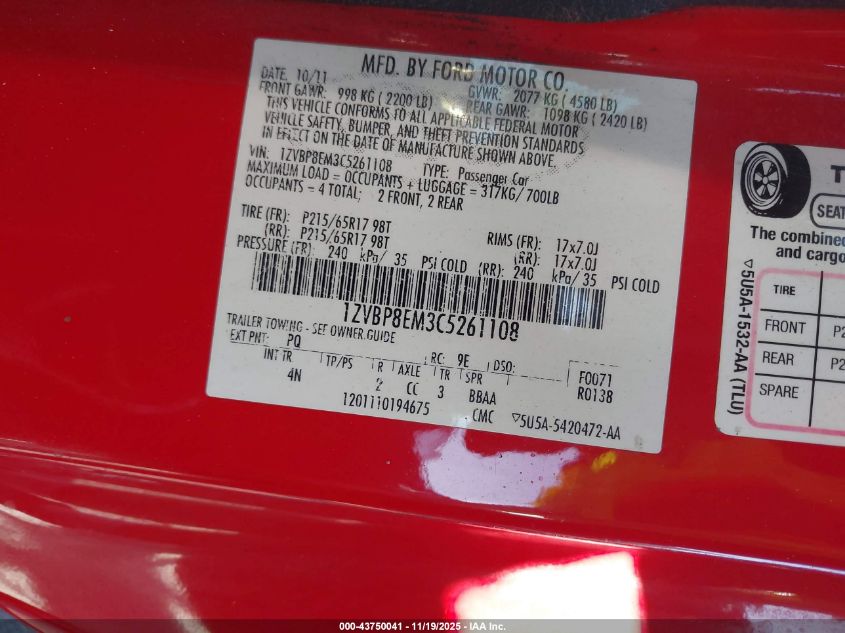 MFD. BY FORD MOTOR CO.
DATE: 10/11 GVWR: 2077 KG ( 4580 LB)
FRONT GAWR: 998 KG ( 2200 LB) REAR GAWR: 1098 KG ( 2420 LB)
THIS VEHICLE CONFORMS TO ALL APPLICABLE FEDERAL MOTOR
VEHICLE SAFETY, BUMPER, AND THEFT PREVENTION STANDARDS
IN EFFECT ON THE DATE OF MANUFACTURE SHOWN ABOVE.
VIN: 1ZVBP8EM3C5261108 TYPE: Passenger Car
MAXIMUM LOAD = OCCUPANTS + LUGGAGE = 317KG/ 700LB
OCCUPANTS = 4 TOTAL; 2 FRONT, 2 REAR
TIRE (FR): P215/65R17 98T RIMS (FR): 17x7.0J
(RR): P215/65R17 98T (RR): 17x7.0J
PRESSURE (FR): 240 kPa/ 35 PSI COLD (RR): 240 kPa/ 35 PSI COLD
1ZVBP8EM3C5261108
TRAILER TOWING - SEE OWNER GUIDE
EXT PNT: PQ RC: 9E DSO: F0071
INT TR TP/PS R AXLE TR SPR R0138
4N 2 CC 3 BBAA
1201110194675 CMC ▽5U5A-5420472-AA
SEAT
The combined
and cargo
TIRE
FRONT P2
REAR P2
SPARE
▽5U5A-1532-AA (TLU)
000-43750041 - 11/19/2025 - IAA Inc.